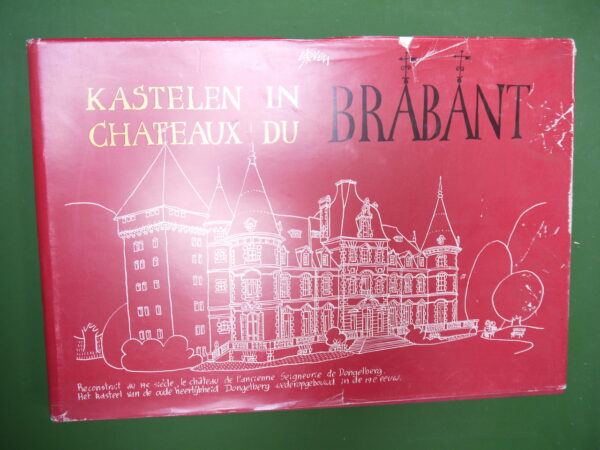 KASTELEN IN
CHATEAUX DU
BRABANT
Reconstruit au 19e siècle, le château de l'ancienne Seigneurie de Dongelberg.
Het kasteel van de oude heerlijkheid Dongelberg wederopgebouwd in de 19e eeuw.